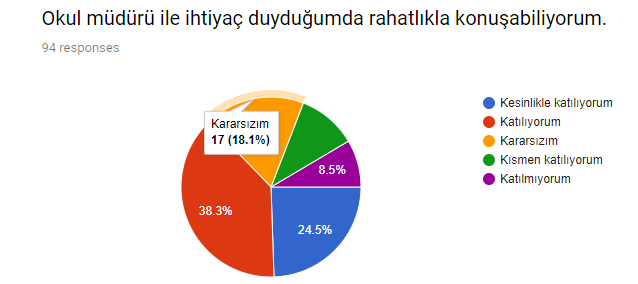 Okul müdürü ile ihtiyaç duyduğumda rahatlıkla konuşabiliyorum.
94 responses
Kararsızım
17 (18.1%)
38.3%
8.5%
24.5%
Kesinlikle katılıyorum
Katılıyorum
Kararsızım
Kısmen katılıyorum
Katılmıyorum